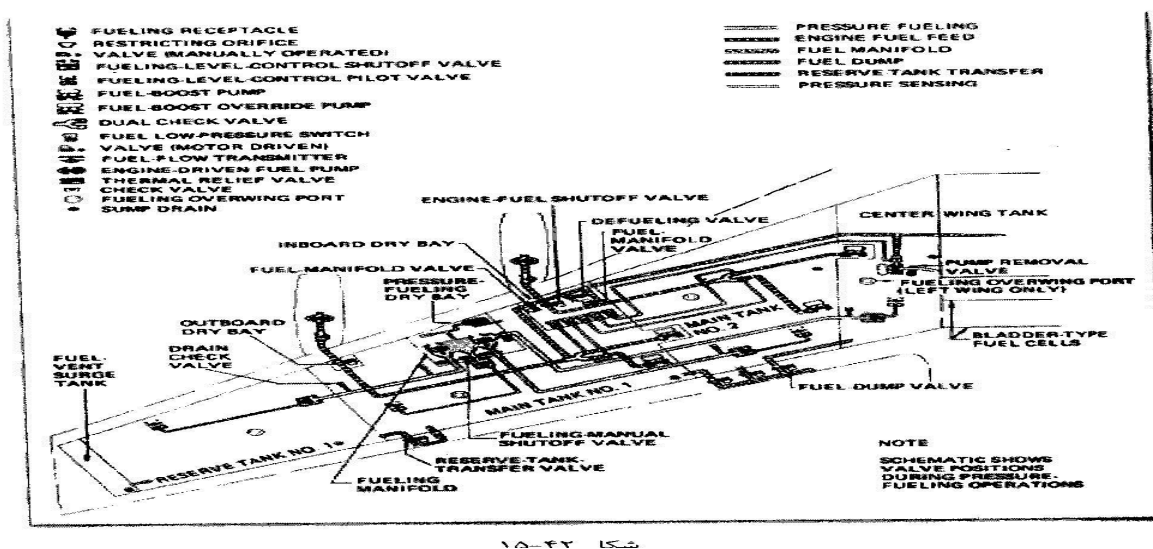 FUELING RECEPTACLE
RESTRICTING ORIFICE
VALVE (MANUALLY OPERATED)
FUELING-LEVEL-CONTROL SHUTOFF VALVE
FUELING-LEVEL-CONTROL PILOT VALVE
FUEL-BOOST PUMP
FUEL-BOOST OVERRIDE PUMP
DUAL CHECK VALVE
FUEL LOW-PRESSURE SWITCH
VALVE (MOTOR DRIVEN)
FUEL-FLOW TRANSMITTER
ENGINE-DRIVEN FUEL PUMP
THERMAL RELIEF VALVE
CHECK VALVE
FUELING OVERWING PORT
SUMP DRAIN
PRESSURE FUELING
ENGINE FUEL FEED
FUEL MANIFOLD
FUEL DUMP
RESERVE TANK TRANSFER
PRESSURE SENSING
ENGINE-FUEL SHUTOFF VALVE
DEFUELING VALVE
FUEL-
MANIFOLD
VALVE
CENTER WING TANK
INBOARD DRY BAY
FUEL MANIFOLD VALVE
PRESSURE-
FUELING
DRY BAY
PUMP REMOVAL
VALVE
FUELING OVERWING PORT
(LEFT WING ONLY)
OUTBOARD
DRY BAY
DRAIN
CHECK
VALVE
MAIN TANK
NO. 2
BLADDER-TYPE
FUEL CELLS
FUEL-
VENT
SURGE
TANK
MAIN TANK NO. 1
FUEL-DUMP VALVE
FUELING-MANUAL
SHUTOFF VALVE
RESERVE TANK NO. 1
RESERVE-TANK-
TRANSFER VALVE
FUELING
MANIFOLD
NOTE
SCHEMATIC SHOWS
VALVE POSITIONS
DURING PRESSURE-
FUELING OPERATIONS
شکل ۴۲-۱۵